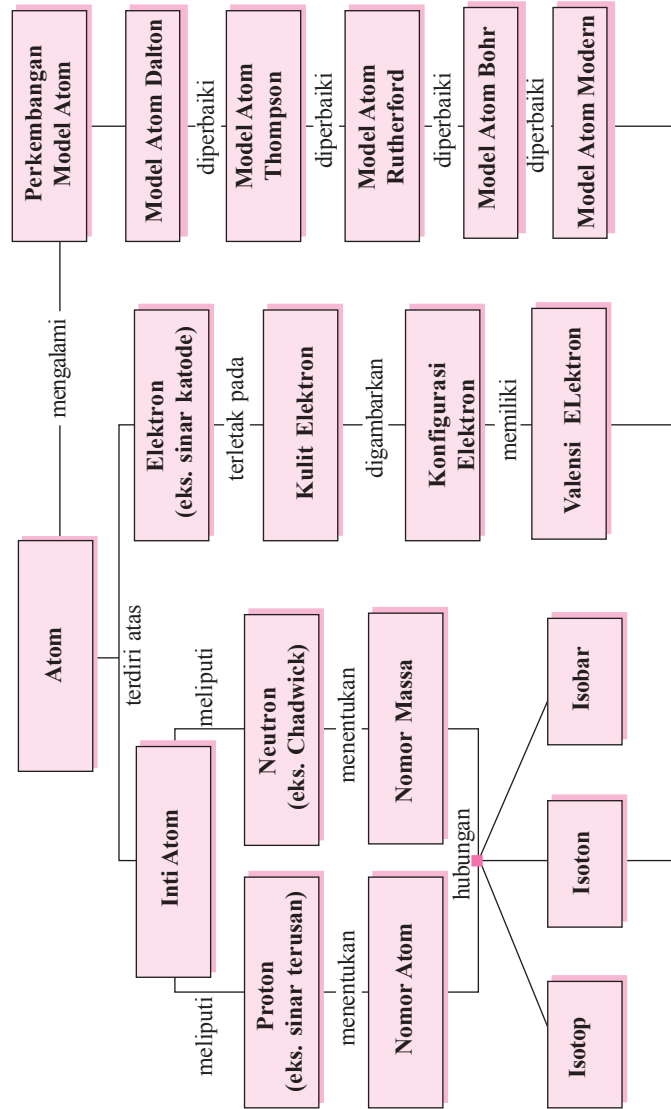 Atom
mengalami
Perkembangan
Model Atom
terdiri atas
Inti Atom
meliputi
meliputi
Proton
(eks. sinar terusan)
Neutron
(eks. Chadwick)
menentukan
menentukan
Nomor Atom
Nomor Massa
hubungan
Isotop
Isoton
Isobar
Elektron
(eks. sinar katode)
terletak pada
Kulit Elektron
digambarkan
Konfigurasi
Elektron
memiliki
Valensi ELektron
Model Atom Dalton
diperbaiki
Model Atom
Thompson
diperbaiki
Model Atom
Rutherford
diperbaiki
Model Atom Bohr
diperbaiki
Model Atom Modern